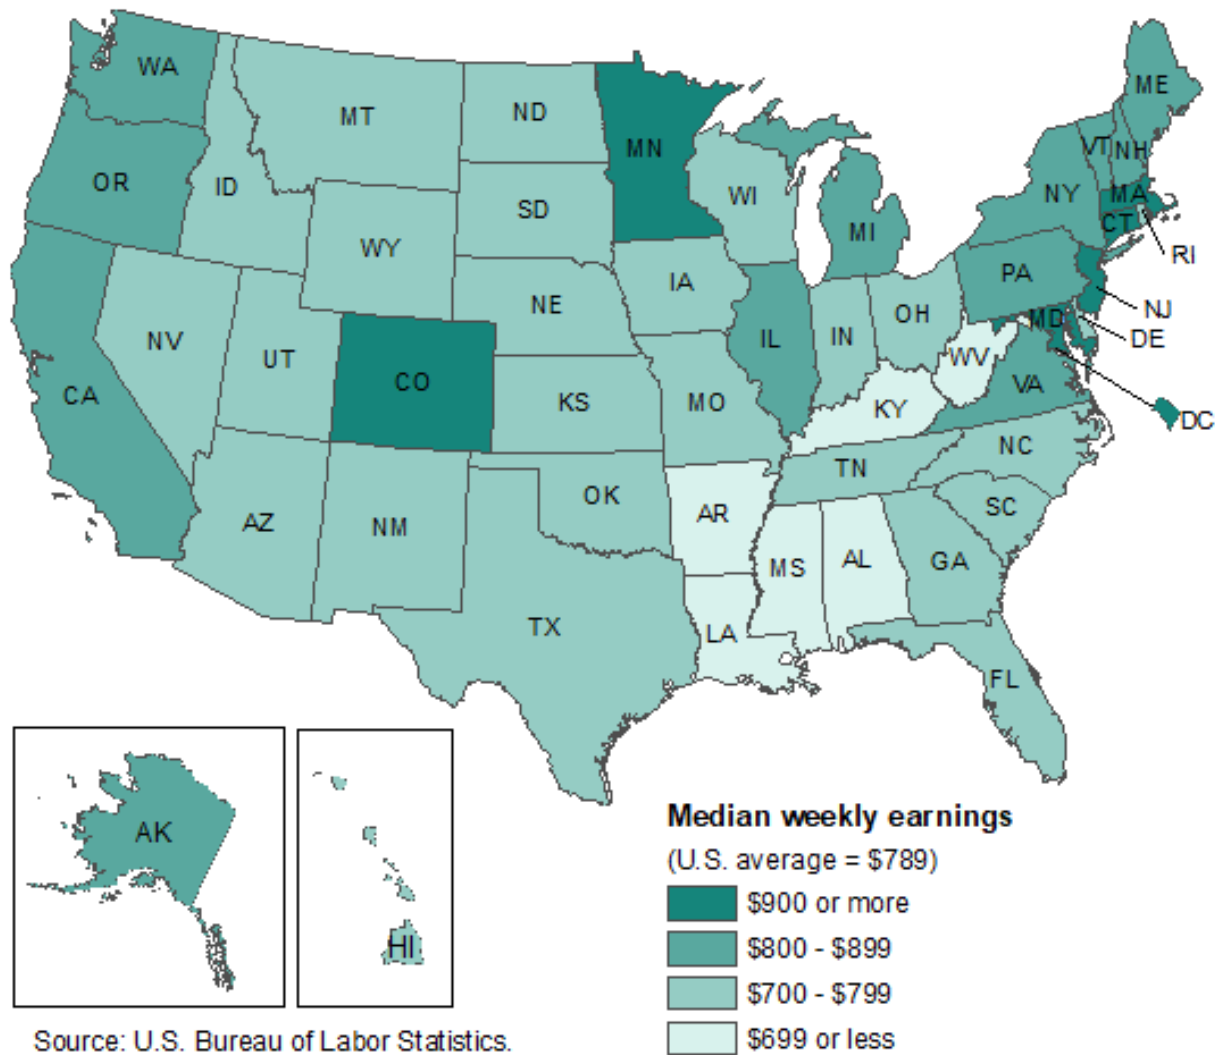 WA
MT
ND
MN
ME
VT
NH
OR
ID
SD
WI
NY
MA
CT
MI
WY
RI
IA
PA
NE
NJ
OH
MD
DE
NV
UT
IL
IN
CO
WV
VA
CA
KS
MO
KY
DC
NC
TN
OK
SC
AZ
NM
AR
AL
GA
MS
TX
LA
FL
AK
HI
Median weekly earnings
(U.S. average = $789)
$900 or more
$800 - $899
$700 - $799
$699 or less
Source: U.S. Bureau of Labor Statistics.